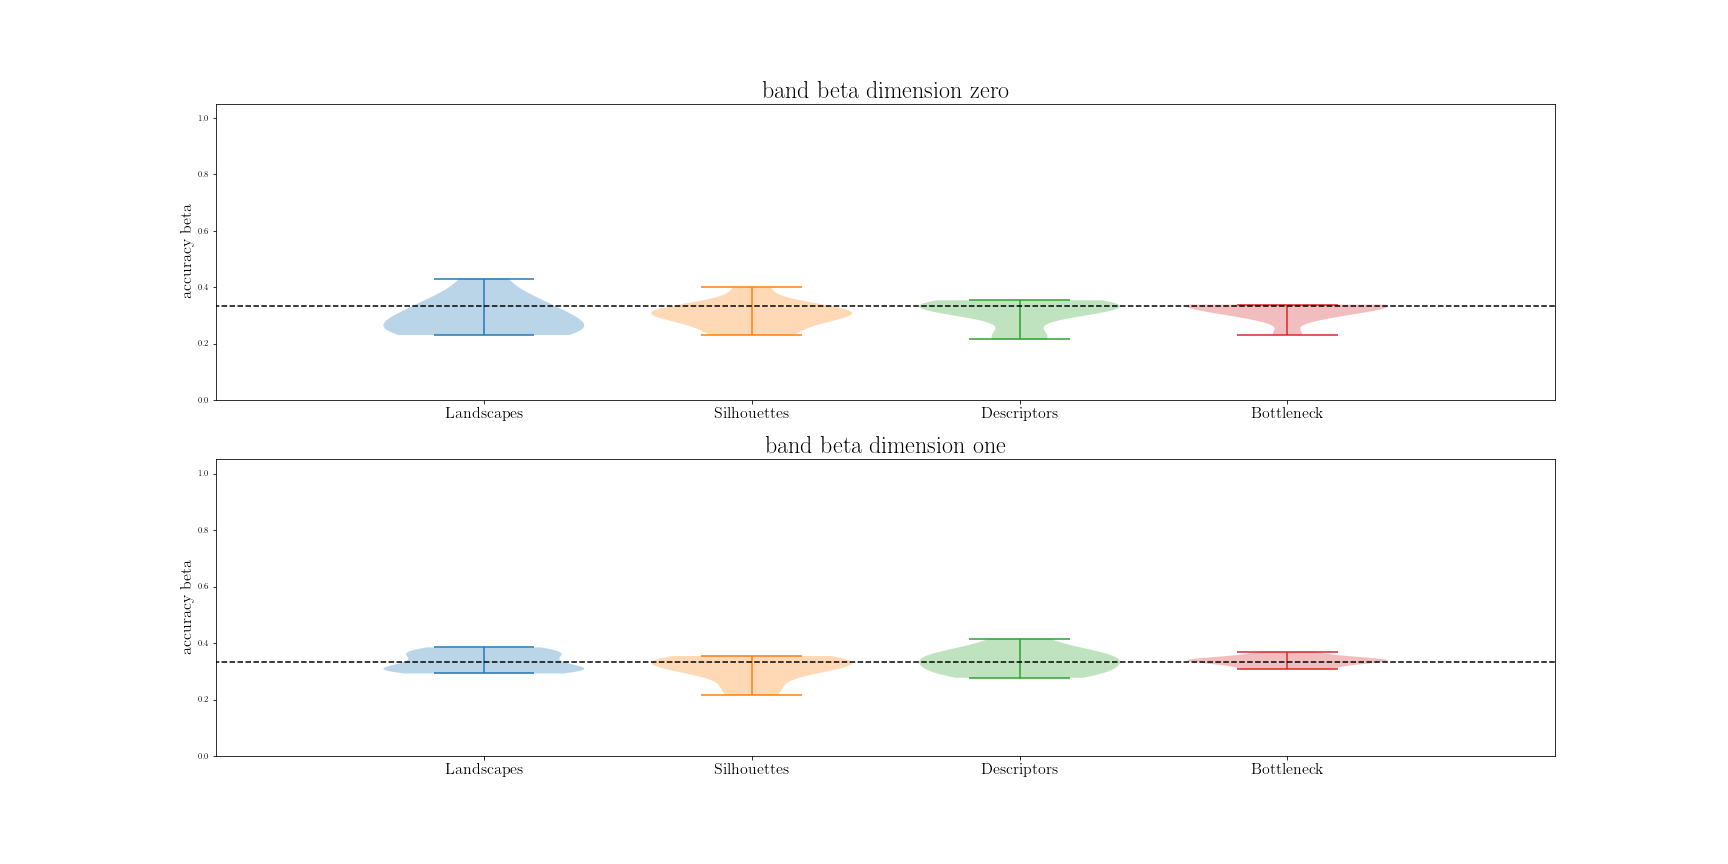 band beta dimension zero
accuracy beta
1.0
0.8
0.6
0.4
0.2
0.0
Landscapes Silhouettes Descriptors Bottleneck
band beta dimension one
accuracy beta
1.0
0.8
0.6
0.4
0.2
0.0
Landscapes Silhouettes Descriptors Bottleneck